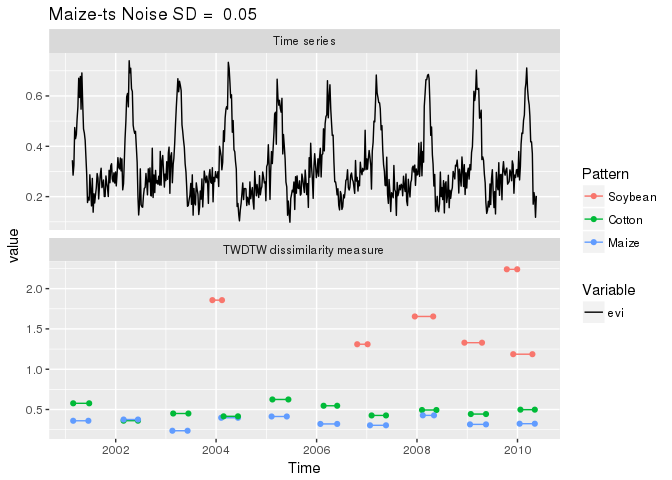 Maize-ts Noise SD = 0.05
Time series
0.6
0.4
0.2
value
TWDTW dissimilarity measure
2.0
1.5
1.0
0.5
2002
2004
2006
2008
2010
Time
Pattern
Soybean
Cotton
Maize
Variable
evi